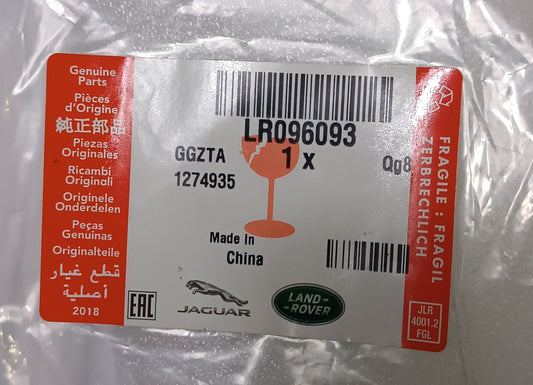 Genuine
Parts
Pièces
d'Origine
純正部品
Piezas
Originales
Ricambi
Originali
Originele
Onderdelen
Peças
Genuinas
Originalteile
قطع غيار
أصلية
2018
LR096093
GGZTA
1 X
Qg8
1274935
Made In
China
EAC
JAGUAR
LAND-
ROVER
FRAGILE : FRAGIL
ZERBRECHLICH
JLR
4001.2
FGL